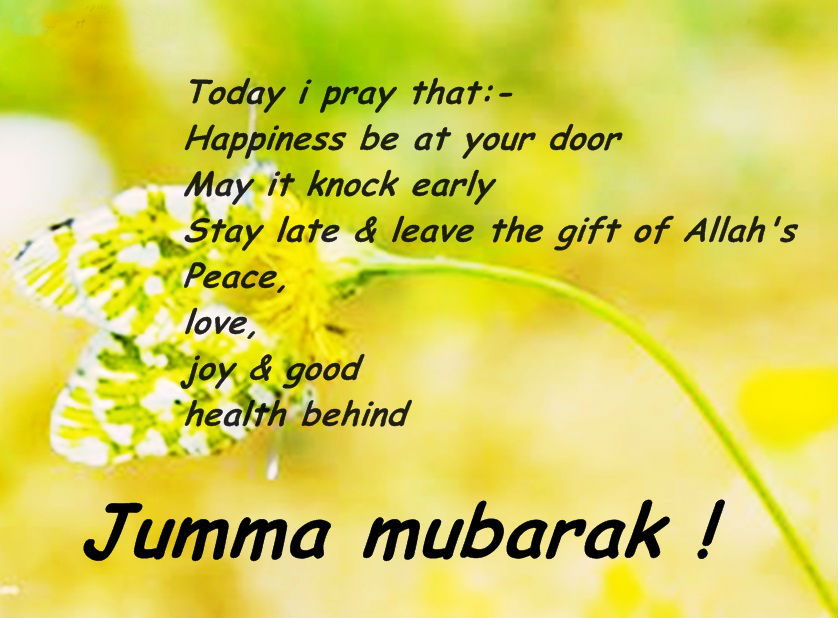 Today i pray that:-
Happiness be at your door
May it knock early
Stay late & leave the gift of Allah's
Peace,
love,
joy & good
health behind
Jumma mubarak !